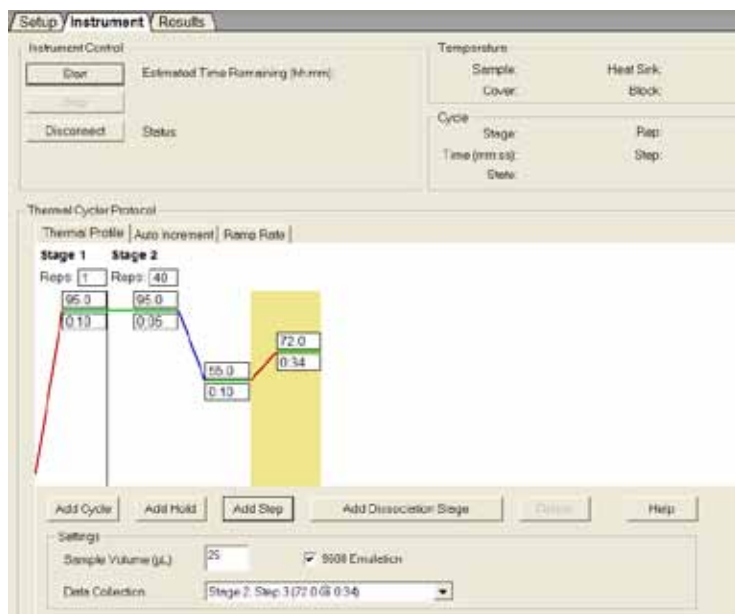 Setup Instrument Results
Instrument Control
Start Estimated Time Remaining (hh:mm):
Stop
Disconnect Status:
Temperature
Sample: Heat Sink:
Cover: Block:
Cycle
Stage: Rep:
Time (mm:ss): Step:
State:
Thermal Cycler Protocol
Thermal Profile Auto Increment Ramp Rate
Stage 1 Stage 2
Reps: 1 Reps: 40
95.0 95.0
0:10 0:05
72.0
0:34
55.0
0:10
Add Cycle Add Hold Add Step Add Dissociation Stage Delete Help
Settings
Sample Volume (µL): 25 9600 Emulation
Data Collection: Stage 2, Step 3 (72.0 @ 0:34)